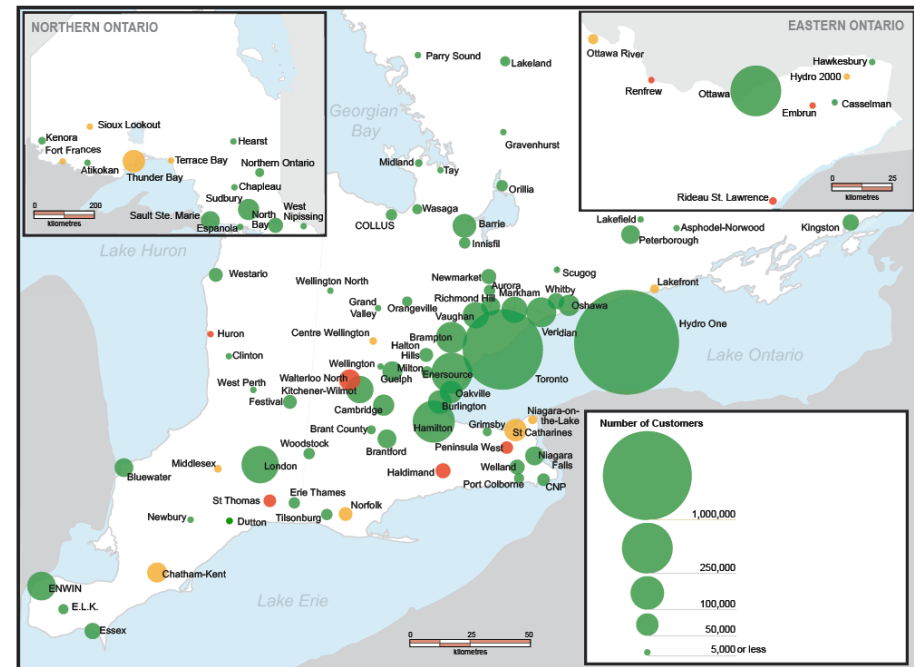 NORTHERN ONTARIO
Sioux Lookout
Kenora
Fort Frances
Atikokan
Thunder Bay
Terrace Bay
Hearst
Northern Ontario
Chapleau
Sudbury
Sault Ste. Marie
Espanola
North
Bay
West
Nipissing
0 200
kilometres
EASTERN ONTARIO
Ottawa River
Renfrew
Ottawa
Hawkesbury
Hydro 2000
Casselman
Embrun
Rideau St. Lawrence
0 25
kilometres
Parry Sound
Lakeland
Georgian
Bay
Gravenhurst
Midland
Tay
Orillia
Wasaga
COLLUS
Barrie
Innisfil
Lakefield
Asphodel-Norwood
Peterborough
Kingston
Lake Huron
Westario
Wellington North
Newmarket
Aurora
Scugog
Lakefront
Grand
Valley
Orangeville
Richmond Hill
Markham
Whitby
Oshawa
Vaughan
Veridian
Hydro One
Huron
Centre Wellington
Brampton
Halton
Hills
Lake Ontario
Clinton
Wellington
Milton
Enersource
Toronto
Walterloo North
Guelph
West Perth
Kitchener-Wilmot
Oakville
Festival
Cambridge
Burlington
Brant County
Hamilton
Grimsby
Niagara-on-
the-Lake
St Catharines
Woodstock
Brantford
Peninsula West
Niagara
Falls
Middlesex
London
Haldimand
Welland
Bluewater
Port Colborne
CNP
St Thomas
Erie Thames
Norfolk
Newbury
Dutton
Tilsonburg
Chatham-Kent
ENWIN
E.L.K.
Essex
Lake Erie
0 25 50
kilometres
Number of Customers
1,000,000
250,000
100,000
50,000
5,000 or less